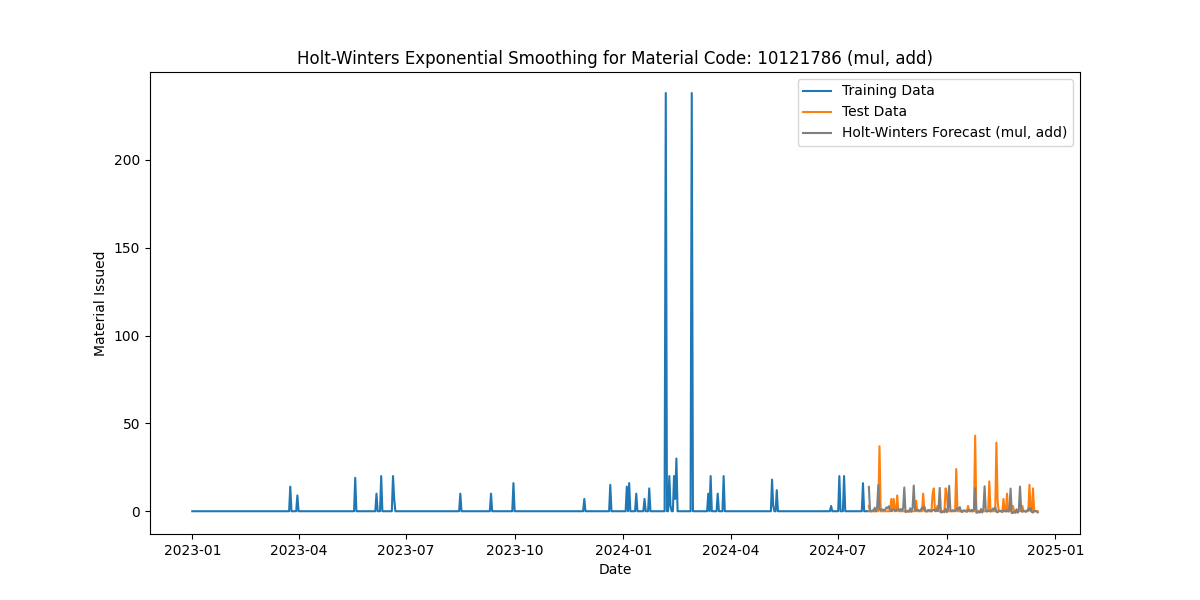 Holt-Winters Exponential Smoothing for Material Code: 10121786 (mul, add)
Training Data
Test Data
Holt-Winters Forecast (mul, add)
Material Issued
200
150
100
50
0
2023-01 2023-04 2023-07 2023-10 2024-01 2024-04 2024-07 2024-10 2025-01
Date